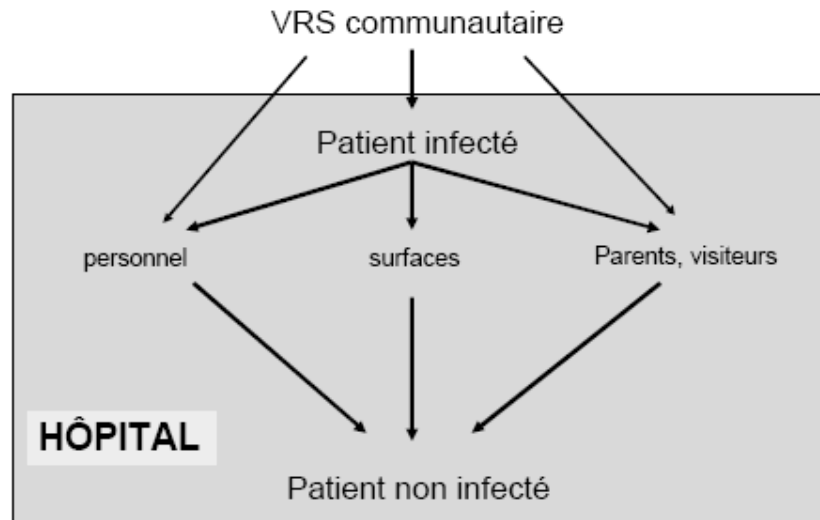 VRS communautaire
Patient infecté
personnel
surfaces
Parents, visiteurs
HÔPITAL
Patient non infecté